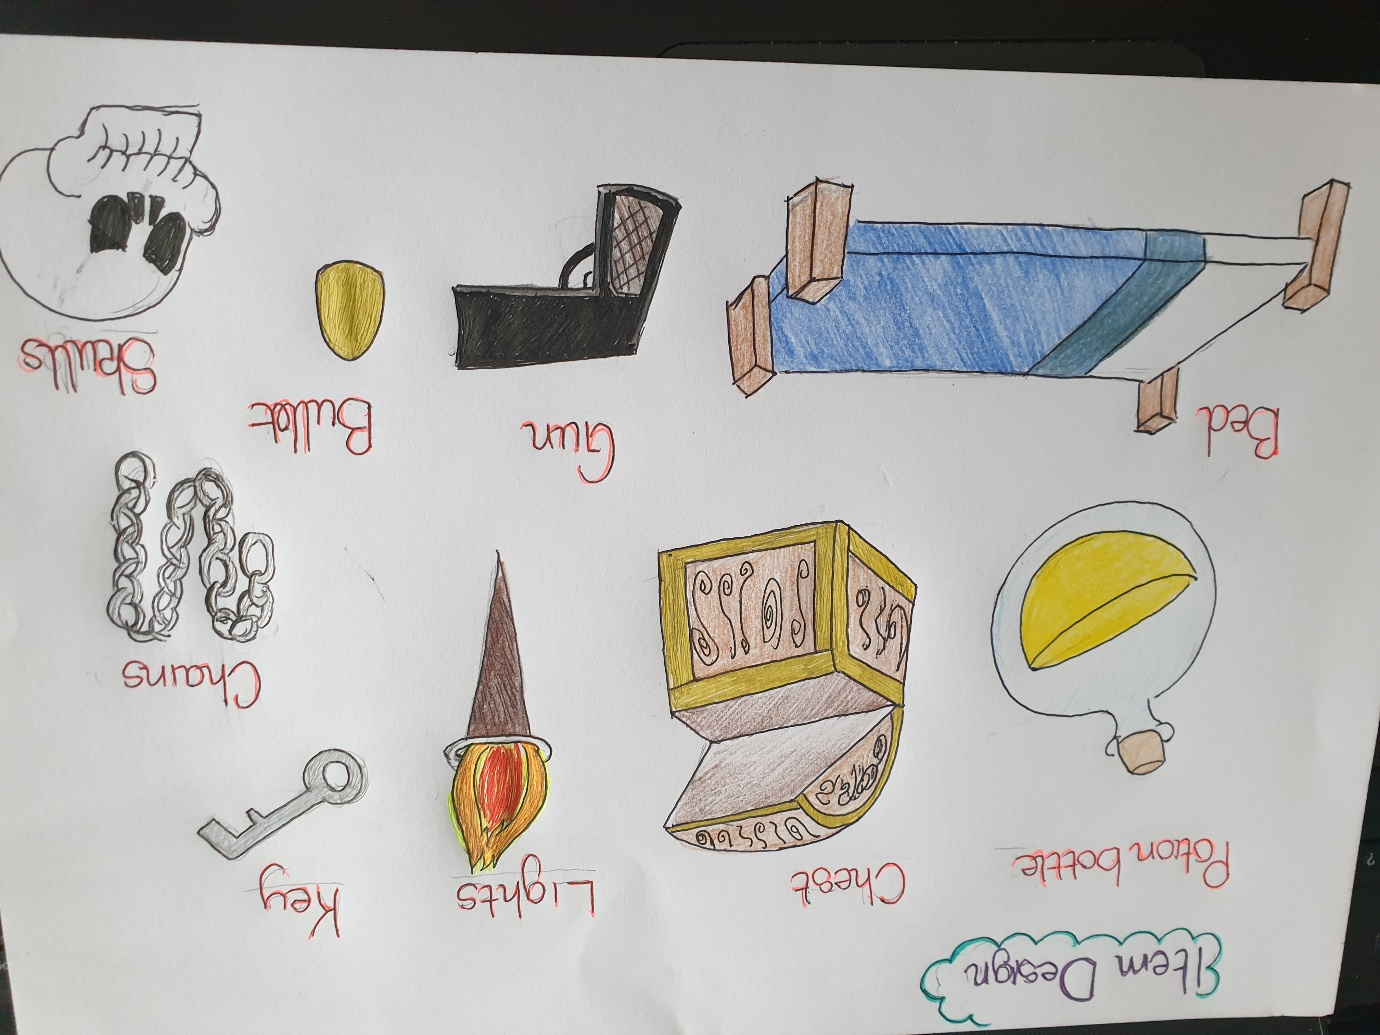 Item Design
Potion bottle
Chest
Lights
Key
Bed
Gun
Bullet
Chains
Skulls